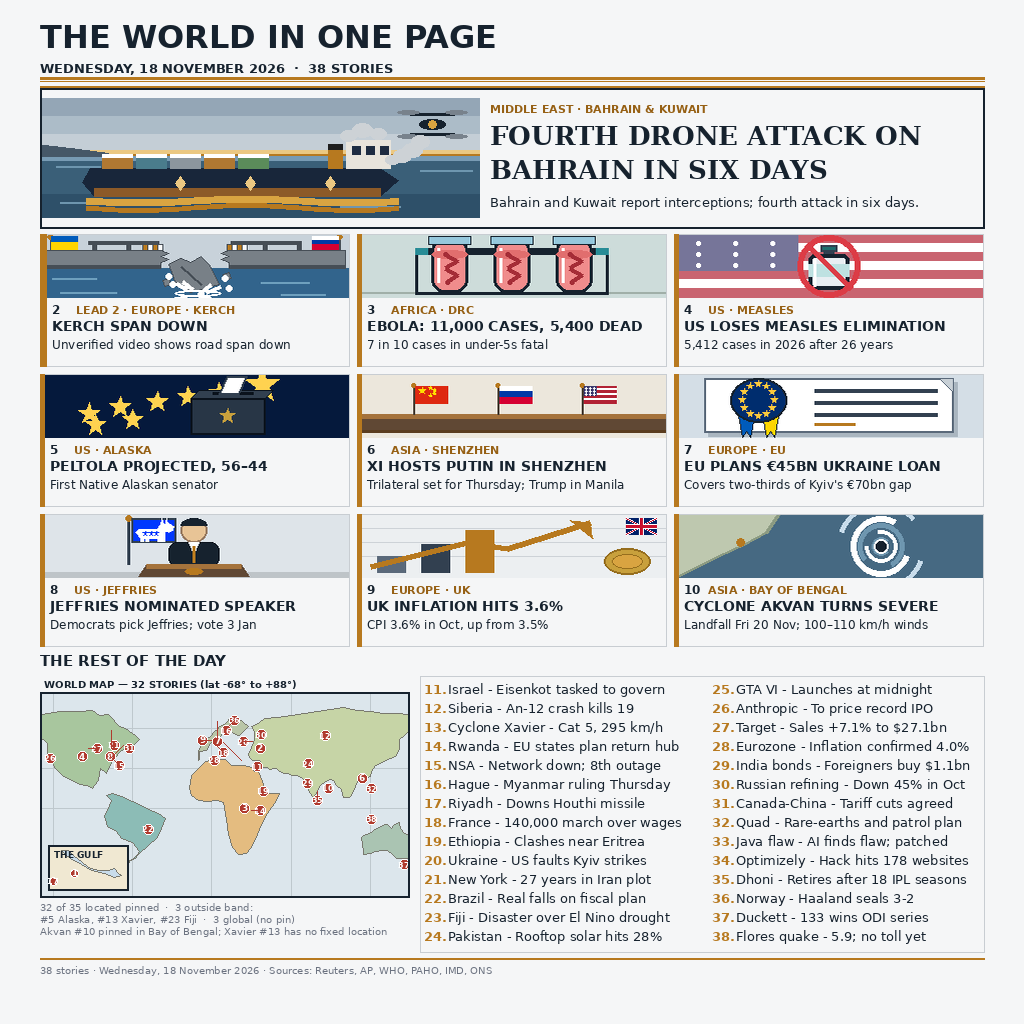 THE WORLD IN ONE PAGE
WEDNESDAY, 18 NOVEMBER 2026 · 38 STORIES
MIDDLE EAST · BAHRAIN & KUWAIT
FOURTH DRONE ATTACK ON
BAHRAIN IN SIX DAYS
Bahrain and Kuwait report interceptions; fourth attack in six days.
2 LEAD 2 · EUROPE · KERCH
KERCH SPAN DOWN
Unverified video shows road span down
3 AFRICA · DRC
EBOLA: 11,000 CASES, 5,400 DEAD
7 in 10 cases in under-5s fatal
4 US · MEASLES
US LOSES MEASLES ELIMINATION
5,412 cases in 2026 after 26 years
5 US · ALASKA
PELTOLA PROJECTED, 56–44
First Native Alaskan senator
6 ASIA · SHENZHEN
XI HOSTS PUTIN IN SHENZHEN
Trilateral set for Thursday; Trump in Manila
7 EUROPE · EU
EU PLANS €45BN UKRAINE LOAN
Covers two-thirds of Kyiv's €70bn gap
8 US · JEFFRIES
JEFFRIES NOMINATED SPEAKER
Democrats pick Jeffries; vote 3 Jan
9 EUROPE · UK
UK INFLATION HITS 3.6%
CPI 3.6% in Oct, up from 3.5%
10 ASIA · BAY OF BENGAL
CYCLONE AKVAN TURNS SEVERE
Landfall Fri 20 Nov; 100–110 km/h winds
THE REST OF THE DAY
WORLD MAP — 32 STORIES (lat -68° to +88°)
THE GULF
32 of 35 located pinned · 3 outside band:
#5 Alaska, #13 Xavier, #23 Fiji · 3 global (no pin)
Akvan #10 pinned in Bay of Bengal; Xavier #13 has no fixed location
11. Israel - Eisenkot tasked to govern
12. Siberia - An-12 crash kills 19
13. Cyclone Xavier - Cat 5, 295 km/h
14. Rwanda - EU states plan return hub
15. NSA - Network down; 8th outage
16. Hague - Myanmar ruling Thursday
17. Riyadh - Downs Houthi missile
18. France - 140,000 march over wages
19. Ethiopia - Clashes near Eritrea
20. Ukraine - US faults Kyiv strikes
21. New York - 27 years in Iran plot
22. Brazil - Real falls on fiscal plan
23. Fiji - Disaster over El Nino drought
24. Pakistan - Rooftop solar hits 28%
25. GTA VI - Launches at midnight
26. Anthropic - To price record IPO
27. Target - Sales +7.1% to $27.1bn
28. Eurozone - Inflation confirmed 4.0%
29. India bonds - Foreigners buy $1.1bn
30. Russian refining - Down 45% in Oct
31. Canada-China - Tariff cuts agreed
32. Quad - Rare-earths and patrol plan
33. Java flaw - AI finds flaw; patched
34. Optimizely - Hack hits 178 websites
35. Dhoni - Retires after 18 IPL seasons
36. Norway - Haaland seals 3-2
37. Duckett - 133 wins ODI series
38. Flores quake - 5.9; no toll yet
38 stories · Wednesday, 18 November 2026 · Sources: Reuters, AP, WHO, PAHO, IMD, ONS